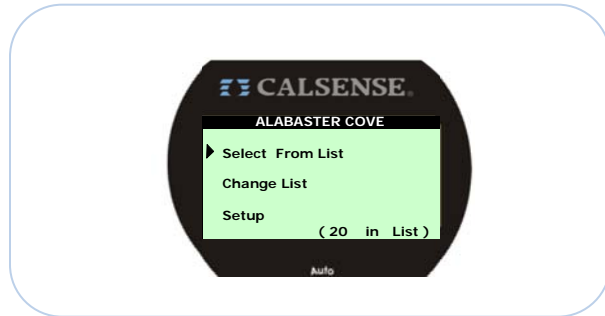 CALSENSE®
ALABASTER COVE
Select From List
Change List
Setup
( 20 in List )
Auto